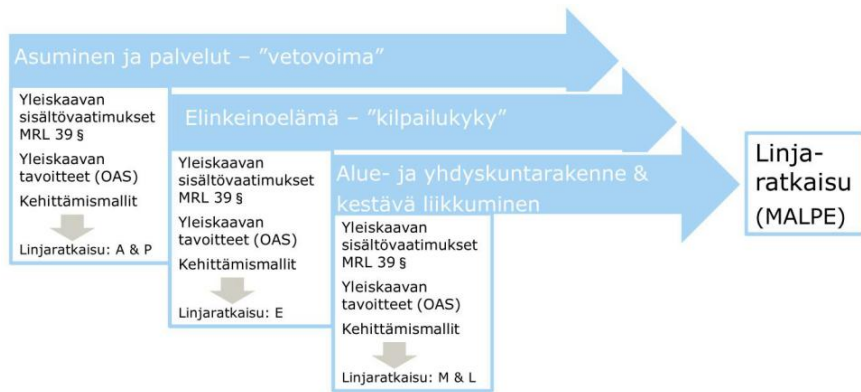 Asuminen ja palvelut – ”vetovoima”
Yleiskaavan
sisältövaatimukset
MRL 39 §
Yleiskaavan
tavoitteet (OAS)
Kehittämismallit
Linjaratkaisu: A & P
Elinkeinoelämä – ”kilpailukyky”
Yleiskaavan
sisältövaatimukset
MRL 39 §
Yleiskaavan
tavoitteet (OAS)
Kehittämismallit
Linjaratkaisu: E
Alue- ja yhdyskuntarakenne &
kestävä liikkuminen
Yleiskaavan
sisältövaatimukset
MRL 39 §
Yleiskaavan
tavoitteet (OAS)
Kehittämismallit
Linjaratkaisu: M & L
Linja-
ratkaisu
(MALPE)